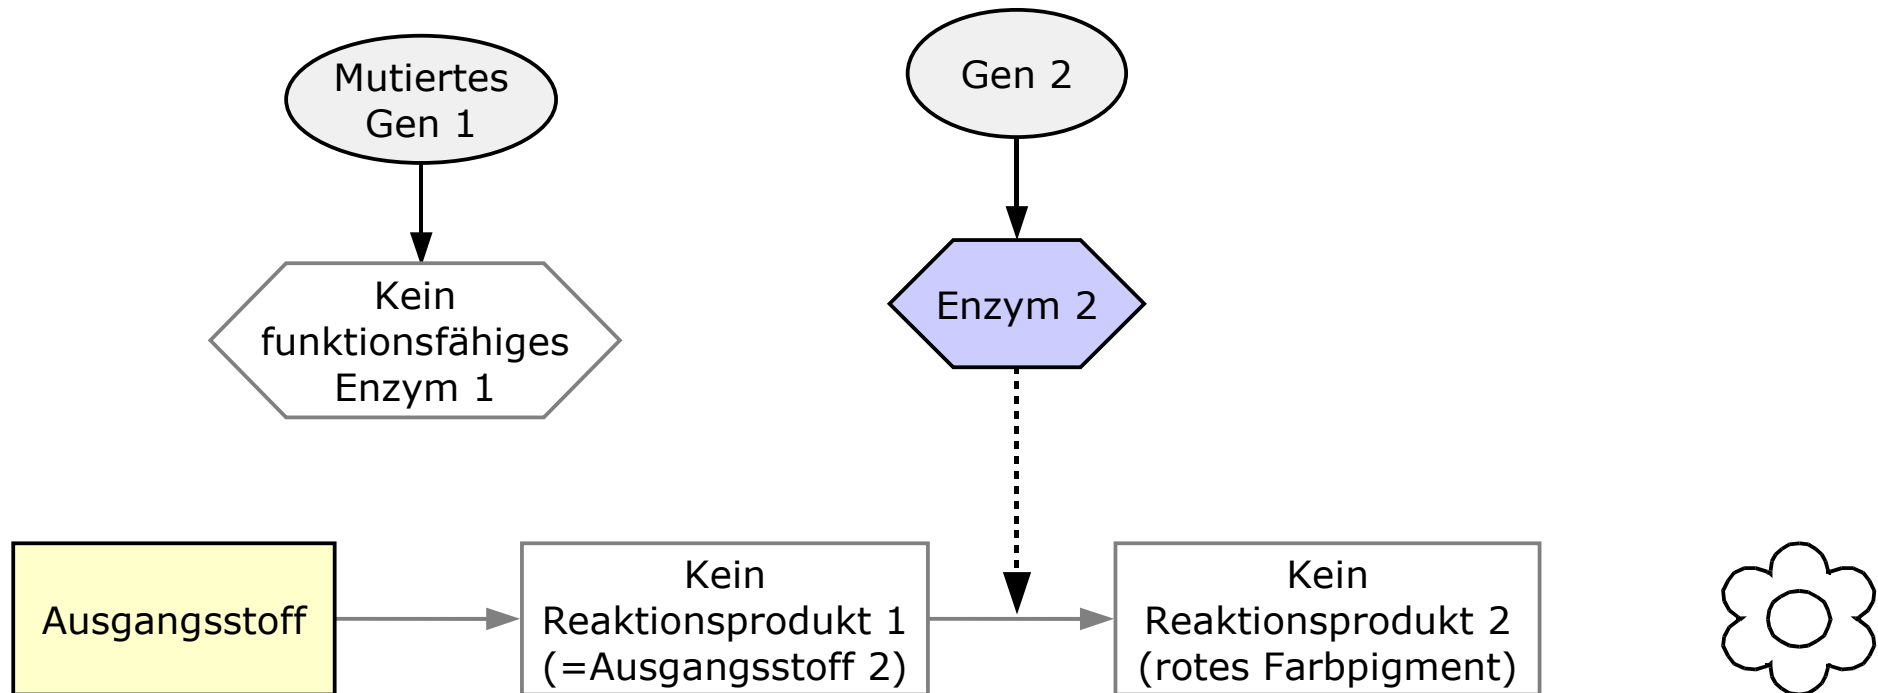 Mutiertes
Gen 1
Gen 2
Kein
funktionsfähiges
Enzym 1
Enzym 2
Ausgangsstoff
Kein
Reaktionsprodukt 1
(=Ausgangsstoff 2)
Kein
Reaktionsprodukt 2
(rotes Farbpigment)